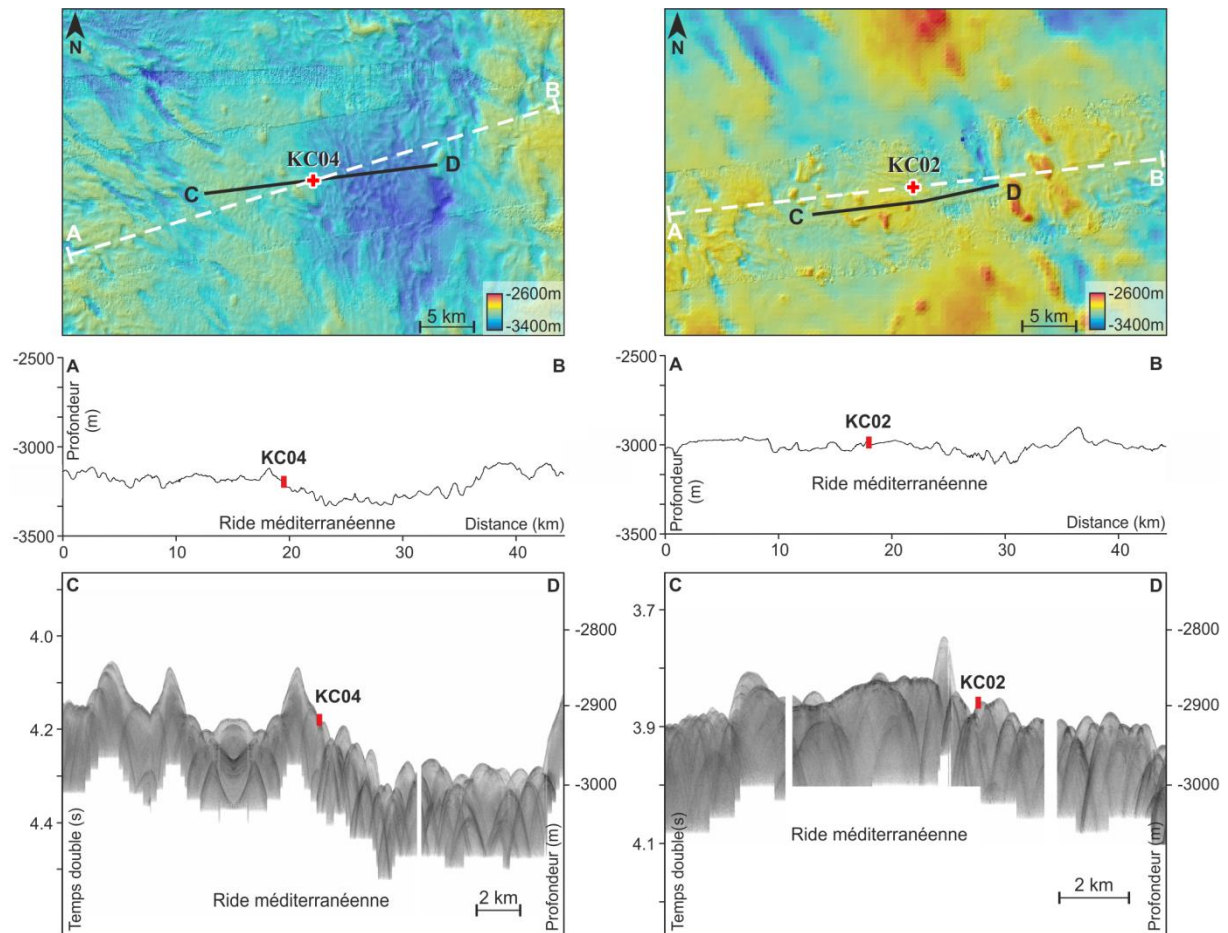 N
B
KC04
C
D
A
-2600m
-3400m
5 km
N
B
KC02
C
D
A
-2600m
-3400m
5 km
A
B
-2500
-3000
-3500
Profondeur
(m)
KC04
Ride méditerranéenne
Distance (km)
0
10
20
30
40
A
B
-2500
-3000
-3500
Profondeur
(m)
KC02
Ride méditerranéenne
Distance (km)
0
10
20
30
40
C
D
4.0
4.2
4.4
-2800
-2900
-3000
KC04
Temps double (s)
Profondeur (m)
Ride méditerranéenne
2 km
C
D
3.7
3.9
4.1
-2800
-2900
-3000
KC02
Temps double(s)
Profondeur (m)
Ride méditerranéenne
2 km